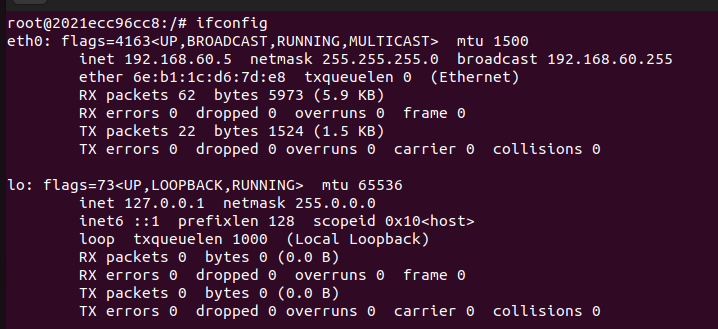 root@2021ecc96cc8:/# ifconfig
eth0: flags=4163<UP,BROADCAST,RUNNING,MULTICAST>  mtu 1500
        inet 192.168.60.5  netmask 255.255.255.0  broadcast 192.168.60.255
        ether 6e:b1:1c:d6:7d:e8  txqueuelen 0  (Ethernet)
        RX packets 62  bytes 5973 (5.9 KB)
        RX errors 0  dropped 0  overruns 0  frame 0
        TX packets 22  bytes 1524 (1.5 KB)
        TX errors 0  dropped 0 overruns 0  carrier 0  collisions 0

lo: flags=73<UP,LOOPBACK,RUNNING>  mtu 65536
        inet 127.0.0.1  netmask 255.0.0.0
        inet6 ::1  prefixlen 128  scopeid 0x10<host>
        loop  txqueuelen 1000  (Local Loopback)
        RX packets 0  bytes 0 (0.0 B)
        RX errors 0  dropped 0  overruns 0  frame 0
        TX packets 0  bytes 0 (0.0 B)
        TX errors 0  dropped 0 overruns 0  carrier 0  collisions 0